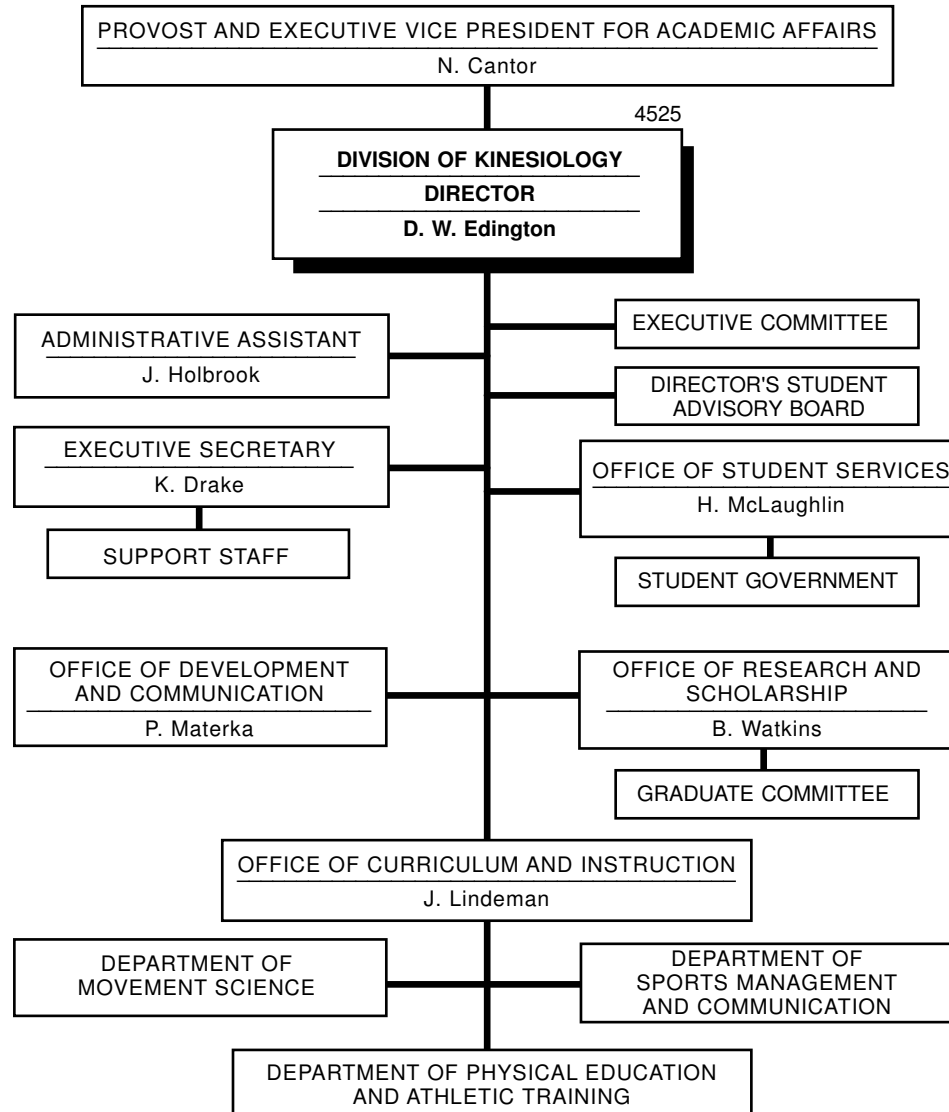 PROVOST AND EXECUTIVE VICE PRESIDENT FOR ACADEMIC AFFAIRS
N. Cantor
4525
DIVISION OF KINESIOLOGY
DIRECTOR
D. W. Edington
EXECUTIVE COMMITTEE
ADMINISTRATIVE ASSISTANT
J. Holbrook
DIRECTOR'S STUDENT
ADVISORY BOARD
EXECUTIVE SECRETARY
K. Drake
OFFICE OF STUDENT SERVICES
H. McLaughlin
SUPPORT STAFF
STUDENT GOVERNMENT
OFFICE OF DEVELOPMENT
AND COMMUNICATION
P. Materka
OFFICE OF RESEARCH AND
SCHOLARSHIP
B. Watkins
GRADUATE COMMITTEE
OFFICE OF CURRICULUM AND INSTRUCTION
J. Lindeman
DEPARTMENT OF
MOVEMENT SCIENCE
DEPARTMENT OF
SPORTS MANAGEMENT
AND COMMUNICATION
DEPARTMENT OF PHYSICAL EDUCATION
AND ATHLETIC TRAINING